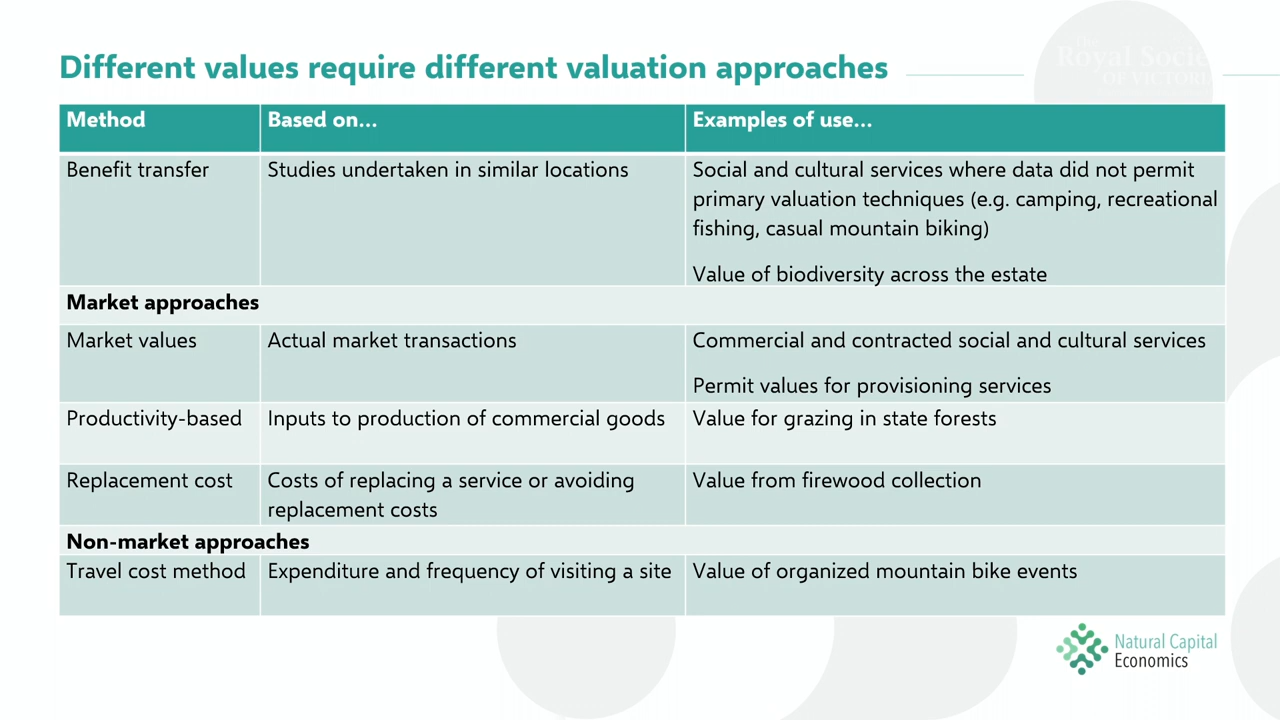 Different values require different valuation approaches
The
Royal Socie
OF VICTORI
Method
Based on...
Examples of use...
Benefit transfer
Studies undertaken in similar locations
Social and cultural services where data did not permit
primary valuation techniques (e.g. camping, recreational
fishing, casual mountain biking)
Value of biodiversity across the estate
Market approaches
Market values
Actual market transactions
Commercial and contracted social and cultural services
Permit values for provisioning services
Productivity-based
Inputs to production of commercial goods
Value for grazing in state forests
Replacement cost
Costs of replacing a service or avoiding
replacement costs
Value from firewood collection
Non-market approaches
Travel cost method
Expenditure and frequency of visiting a site
Value of organized mountain bike events
Natural Capital
Economics